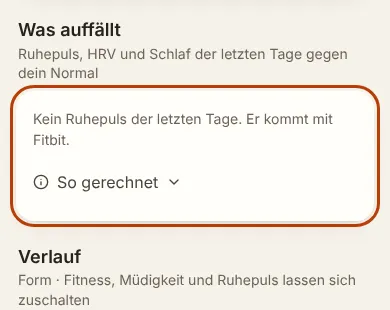 Was auffällt
Ruhepuls, HRV und Schlaf der letzten Tage gegen
dein Normal
Kein Ruhepuls der letzten Tage. Er kommt mit
Fitbit.
So gerechnet
Verlauf
Form · Fitness, Müdigkeit und Ruhepuls lassen sich
zuschalten